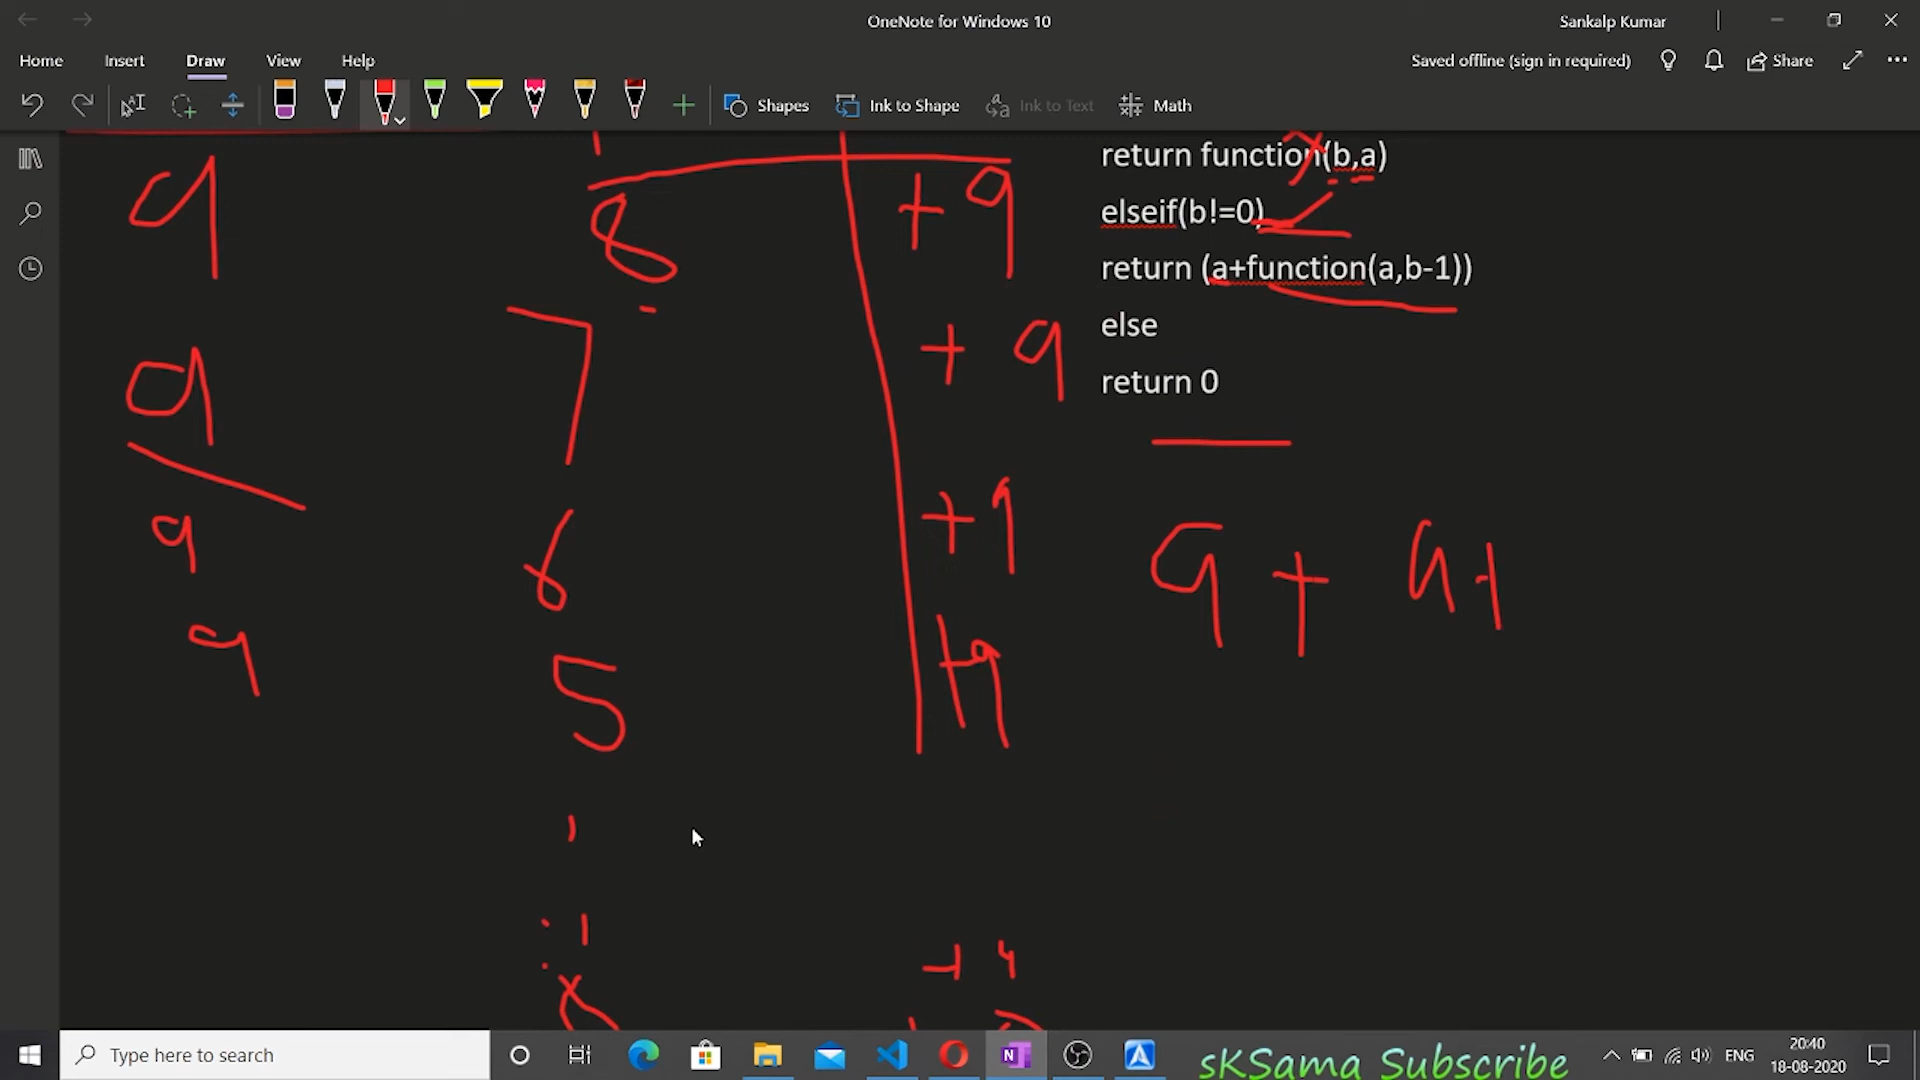 OneNote for Windows 10
Sankalp Kumar
Home Insert Draw View Help
Saved offline (sign in required)
Share
Shapes
Ink to Shape
Ink to Text
Math
9 8 + 9
9 7 + 9
9 6 + 9
9 5 + 9
return function(b,a)
elseif(b!=0)
return (a+function(a,b-1))
else
return 0
9 + 9 +
Type here to search
sKSama Subscribe
ENG
20:40
18-08-2020